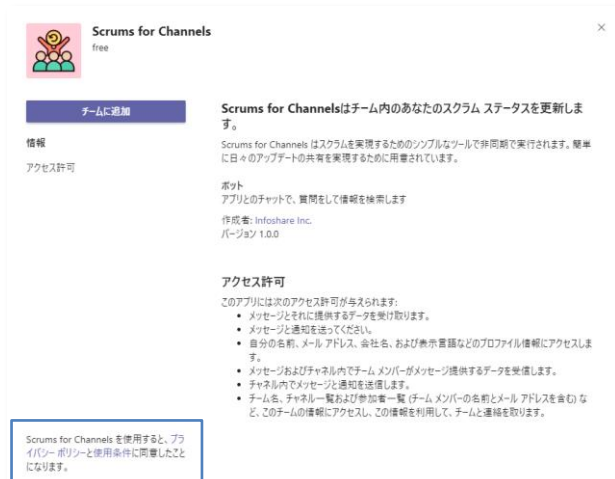 Scrums for Channels
free
チームに追加
情報
アクセス許可
Scrums for Channelsはチーム内のあなたのスクラム ステータスを更新しま
す。
Scrums for Channels はスクラムを実現するためのシンプルなツールで非同期で実行されます。簡単
に日々のアップデートの共有を実現するために用意されています。
ボット
アプリとのチャットで、質問をして情報を検索します
作成者: Infoshare Inc.
バージョン 1.0.0
アクセス許可
このアプリには次のアクセス許可が与えられます:
• メッセージとそれに提供するデータを受け取ります。
• メッセージと通知を送ってください。
• 自分の名前、メール アドレス、会社名、および表示言語などのプロファイル情報にアクセスしま
す。
• メッセージおよびチャネル内でチーム メンバーがメッセージ提供するデータを受信します。
• チャネル内でメッセージと通知を送信します。
• チーム名、チャネル一覧および参加者一覧 (チーム メンバーの名前とメール アドレスを含む) な
ど、このチームの情報にアクセスし、この情報を利用して、チームと連絡を取ります。
Scrums for Channels を使用すると、プラ
イバシー ポリシーと使用条件に同意したこと
になります。